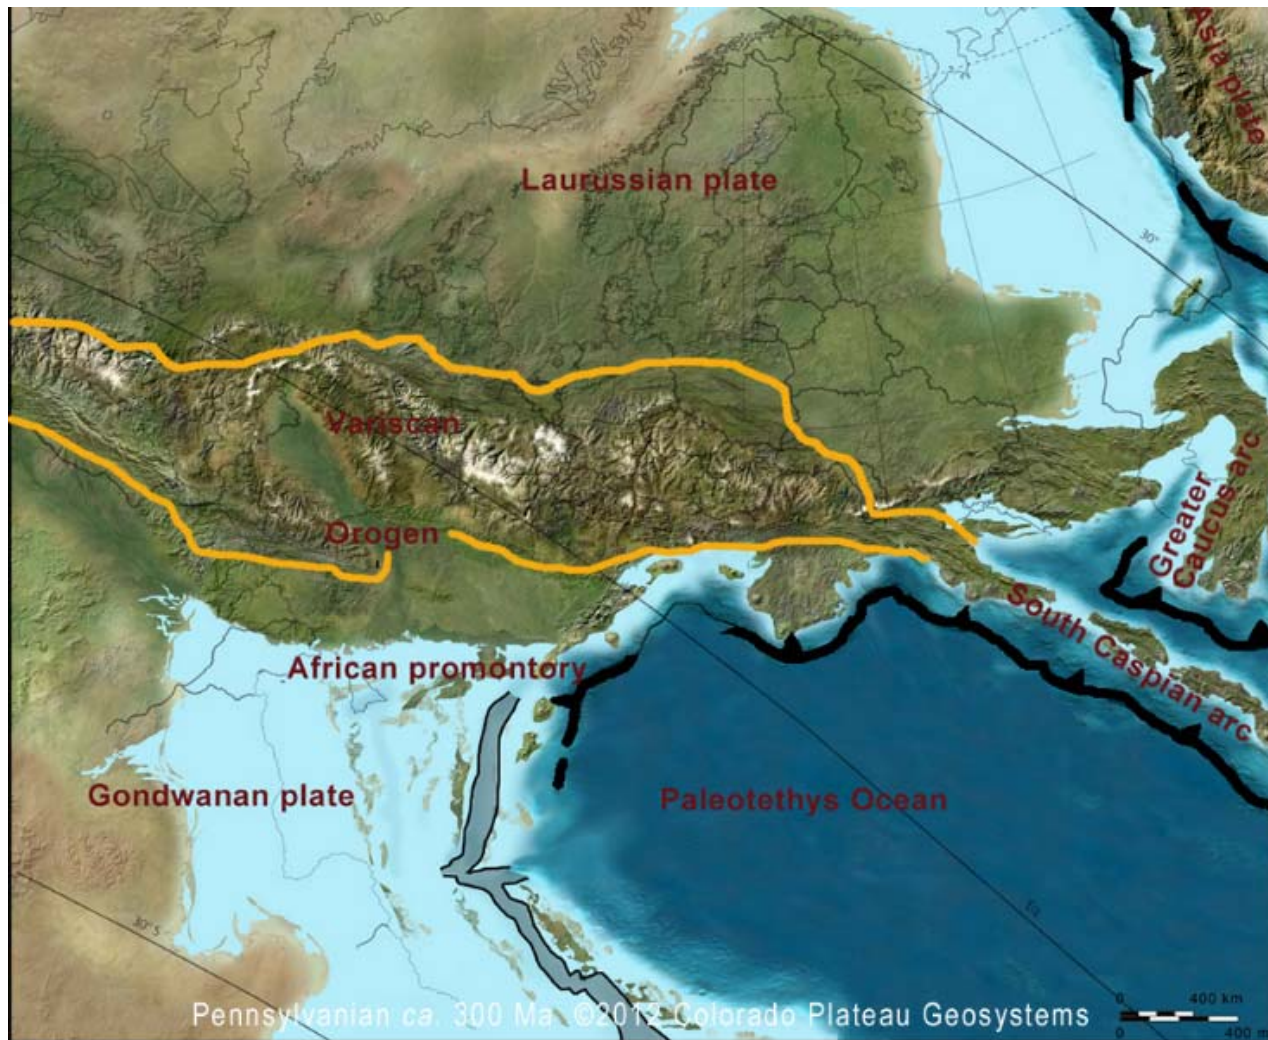 Asia plate
Laurussian plate
30°
Variscan
Orogen
Greater
Caucus arc
South Caspian arc
African promontory
Gondwanan plate
Paleotethys Ocean
30° S
0 400 km
0 400 m
Pennsylvanian ca. 300 Ma ©2012 Colorado Plateau Geosystems